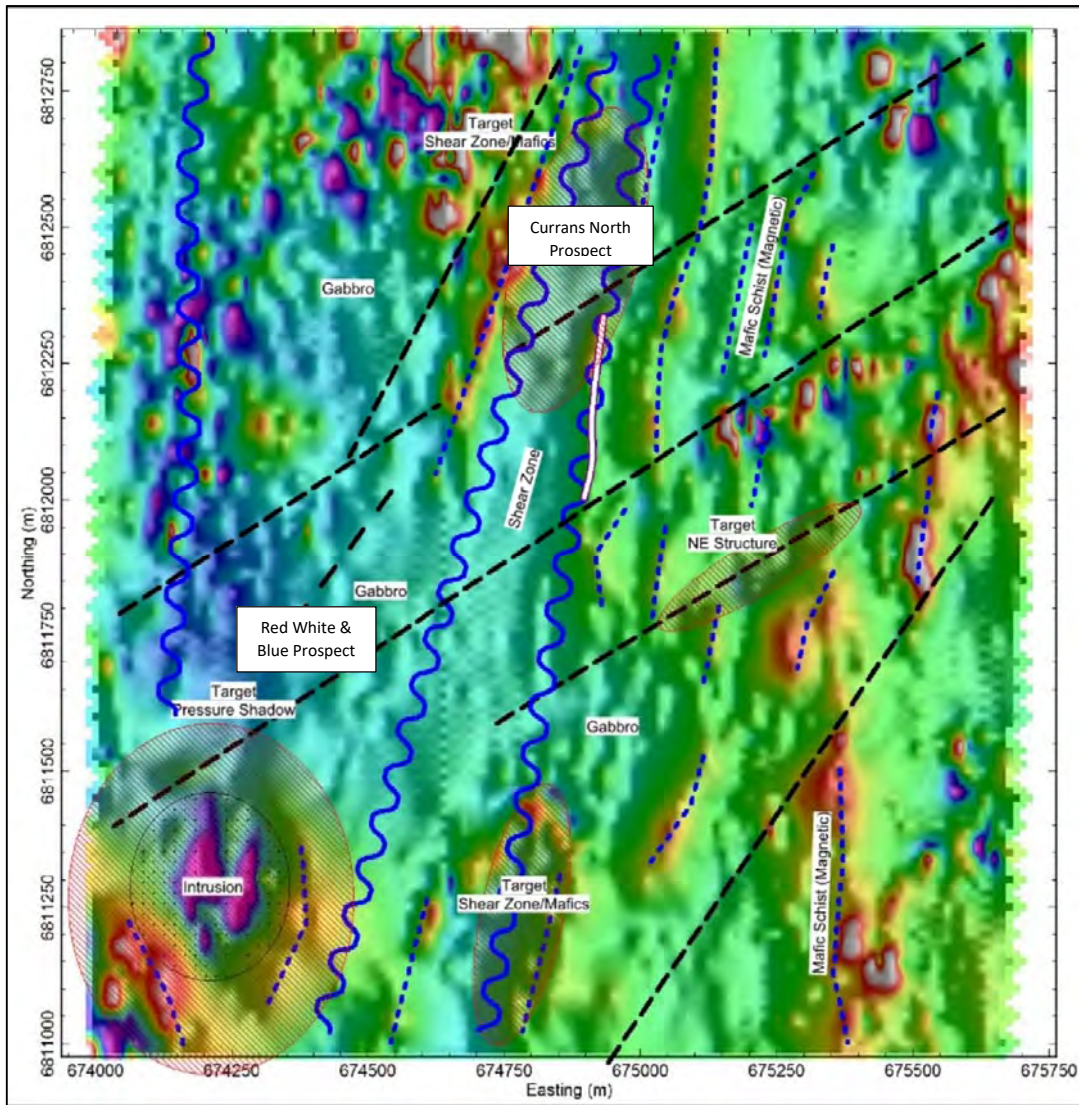 Target
Shear Zone/Mafics
Currans North
Prospect
Gabbro
Mafic Schist (Magnetic)
Shear Zone
Target
NE Structure
Gabbro
Red White &
Blue Prospect
Target
Pressure Shadow
Gabbro
Intrusion
Target
Shear Zone/Mafics
Mafic Schist (Magnetic)
Northing (m)
6812750
6812500
6812250
6812000
6811750
6811500
6811250
6811000
674000
674250
674500
674750
675000
675250
675500
675750
Easting (m)